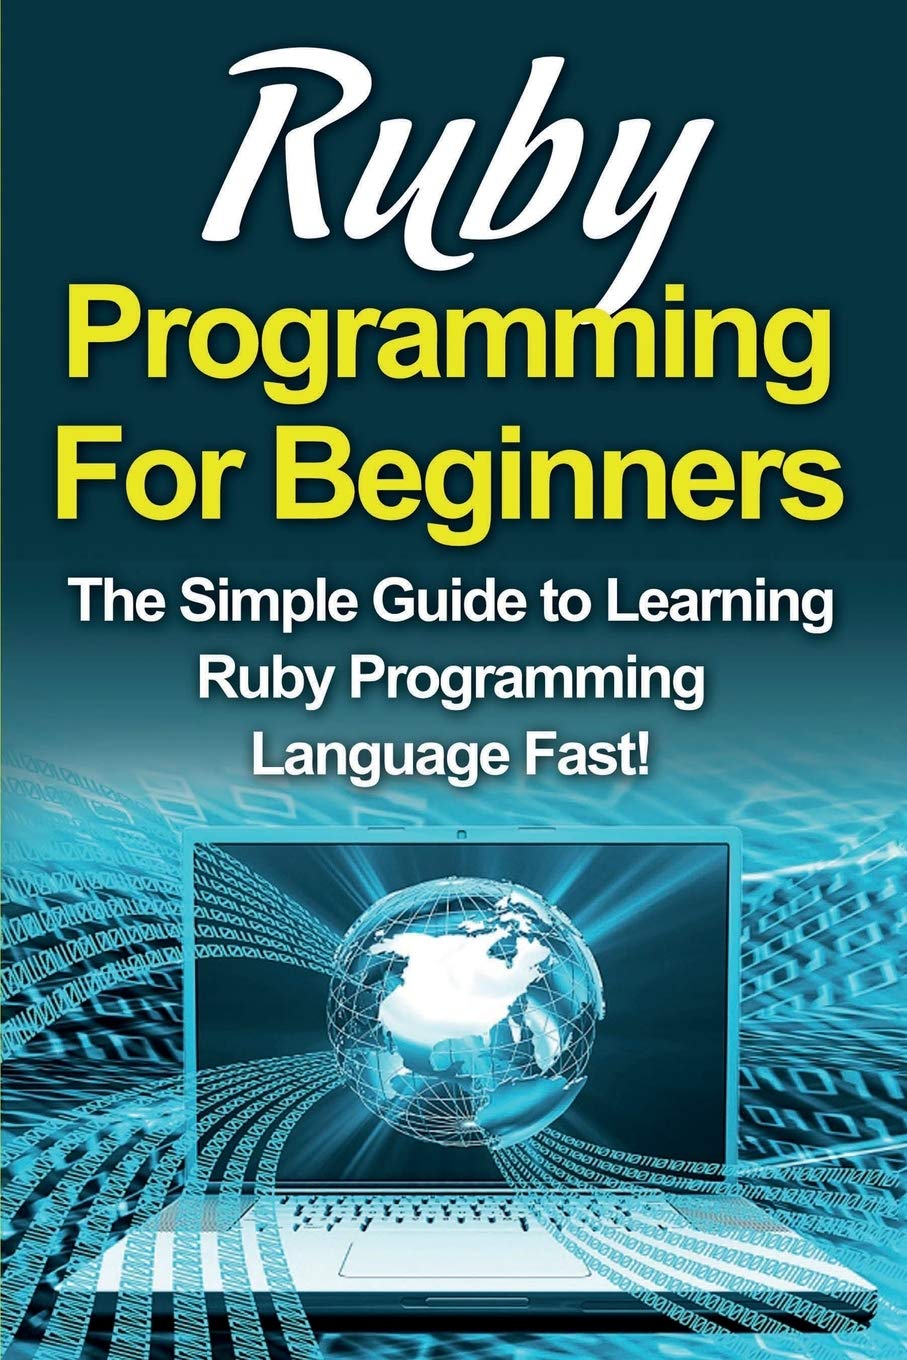 Ruby
Programming
For Beginners
The Simple Guide to Learning
Ruby Programming
Language Fast!